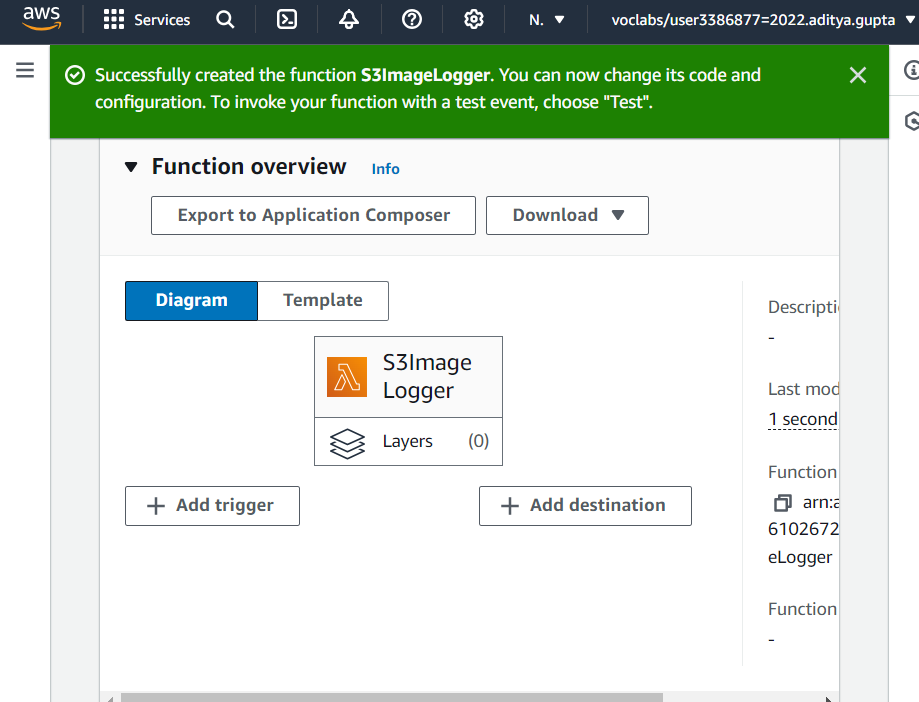 aws
Services
N.
voclabs/user3386877=2022.aditya.gupta
Successfully created the function S3ImageLogger. You can now change its code and
configuration. To invoke your function with a test event, choose "Test".
Function overview
Info
Export to Application Composer
Download
Diagram
Template
S3Image
Logger
Layers
(0)
Add trigger
Add destination
Descripti
-
Last mod
1 second
Function
arn:a
6102672
eLogger
Function
-